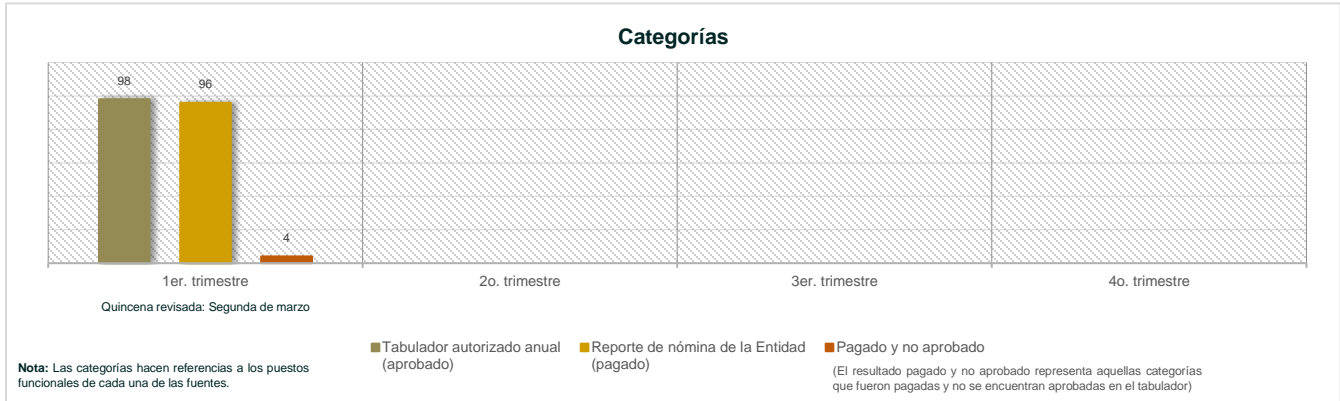 Categorías
98
96
4
1er. trimestre
2o. trimestre
3er. trimestre
4o. trimestre
Quincena revisada: Segunda de marzo
Tabulador autorizado anual
(aprobado)
Reporte de nómina de la Entidad
(pagado)
Pagado y no aprobado
(El resultado pagado y no aprobado representa aquellas categorías
que fueron pagadas y no se encuentran aprobadas en el tabulador)
Nota: Las categorías hacen referencias a los puestos
funcionales de cada una de las fuentes.